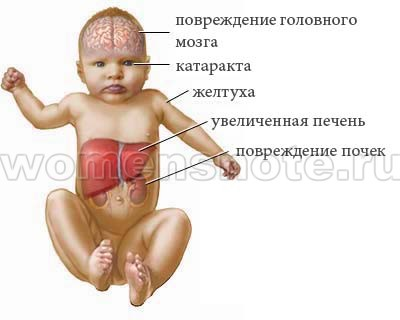 повреждение головного
мозга
катаракта
желтуха
увеличенная печень
повреждение почек
womensnote.ru